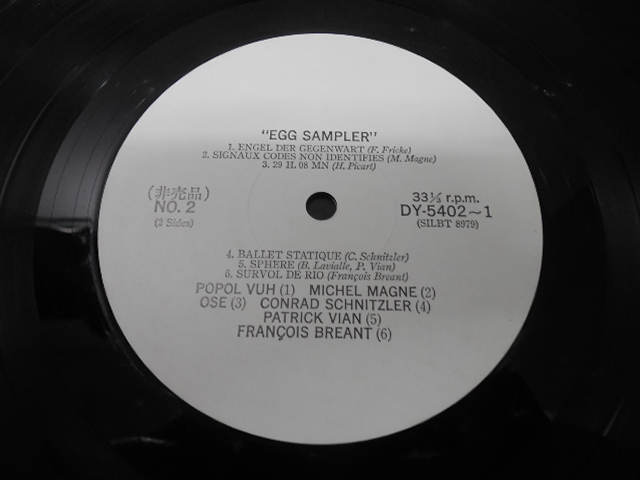 "EGG SAMPLER"
1. ENGEL DER GEGENWART (F. Fricke)
2. SIGNAUX CODES NON IDENTIFIES (M. Magne)
3. 29 H. 08 MN (H. Picart)
(非売品)
NO. 2
(2 Sides)
33⅓ r.p.m.
DY-5402~1
(SILBT 8979)
4. BALLET STATIQUE (C. Schnitzler)
5. SPHERE (B. Lavialle, P. Vian)
6. SURVOL DE RIO (François Breant)
POPOL VUH (1) MICHEL MAGNE (2)
OSE (3) CONRAD SCHNITZLER (4)
PATRICK VIAN (5)
FRANÇOIS BREANT (6)